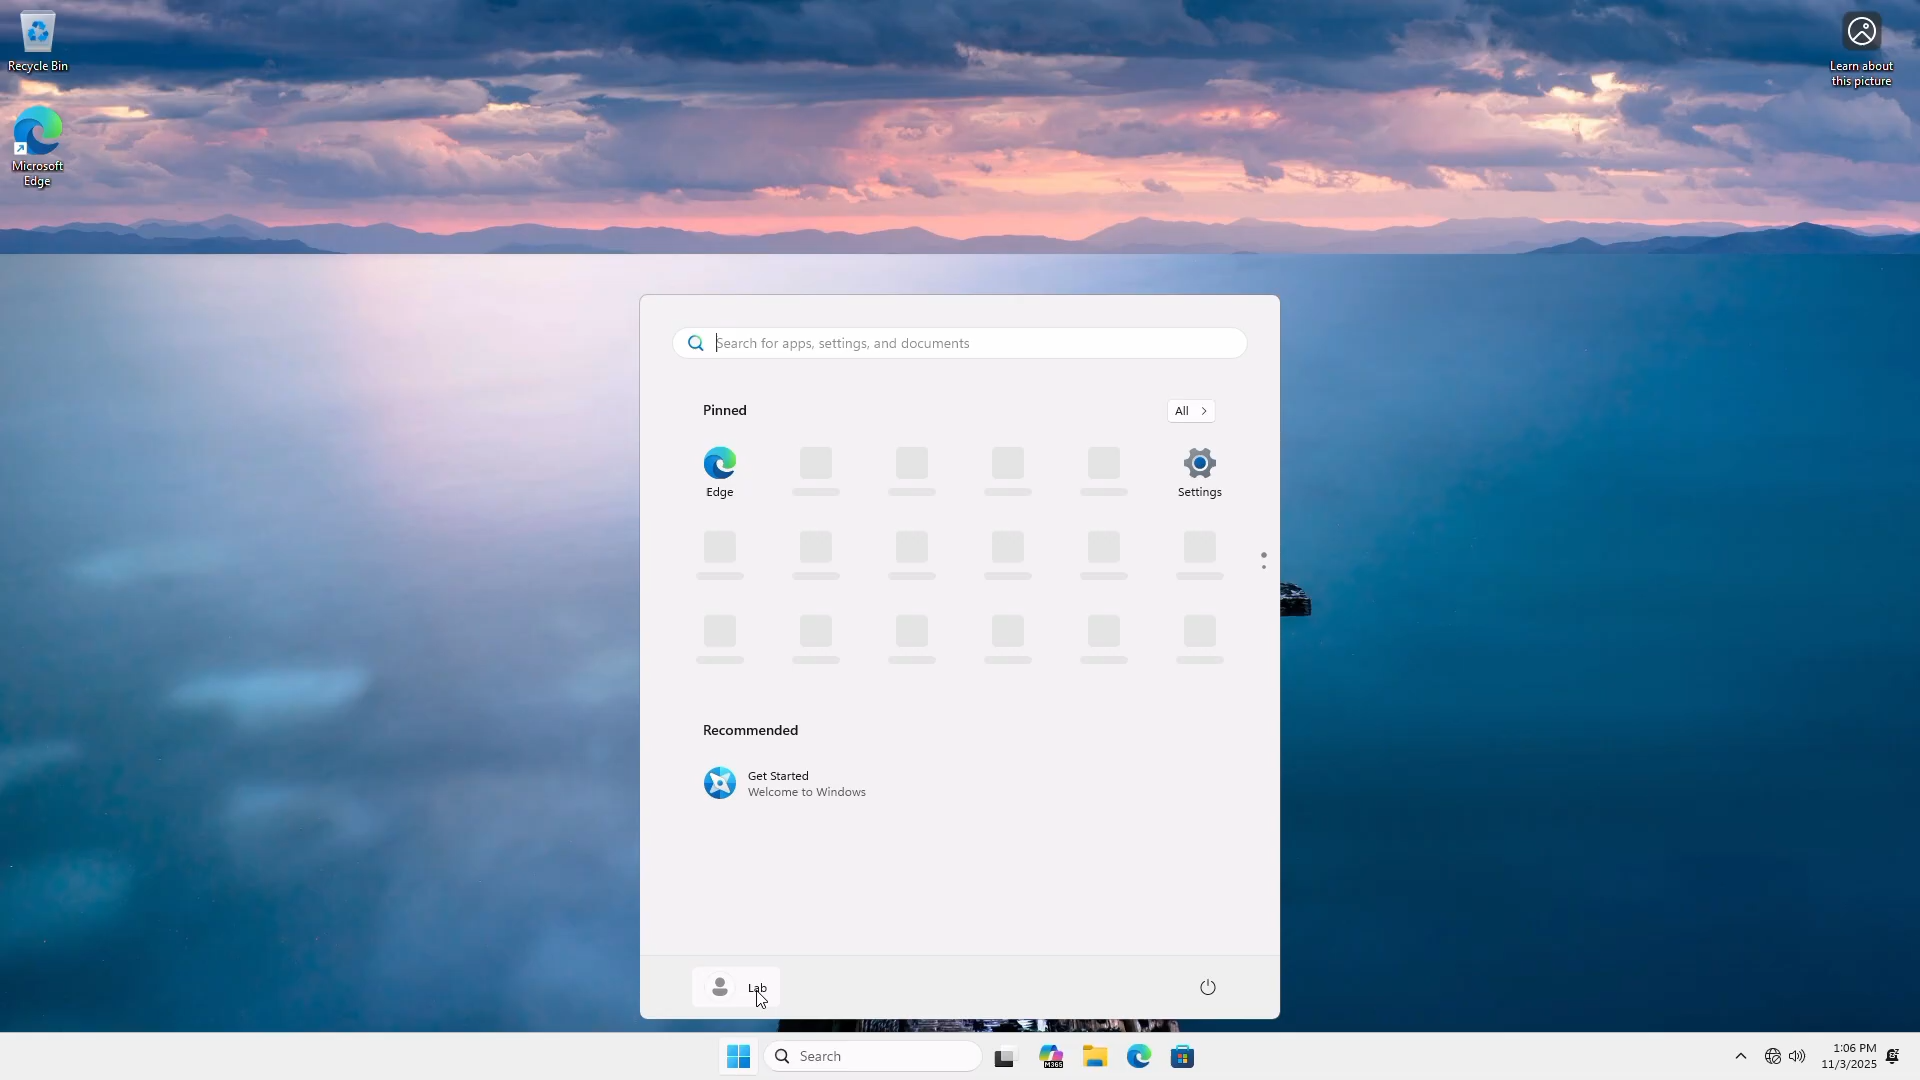 Recycle Bin
Microsoft
Edge
Learn about
this picture
Search for apps, settings, and documents
Pinned
All
Edge
Settings
Recommended
Get Started
Welcome to Windows
Lab
Search
M365
1:06 PM
11/3/2025